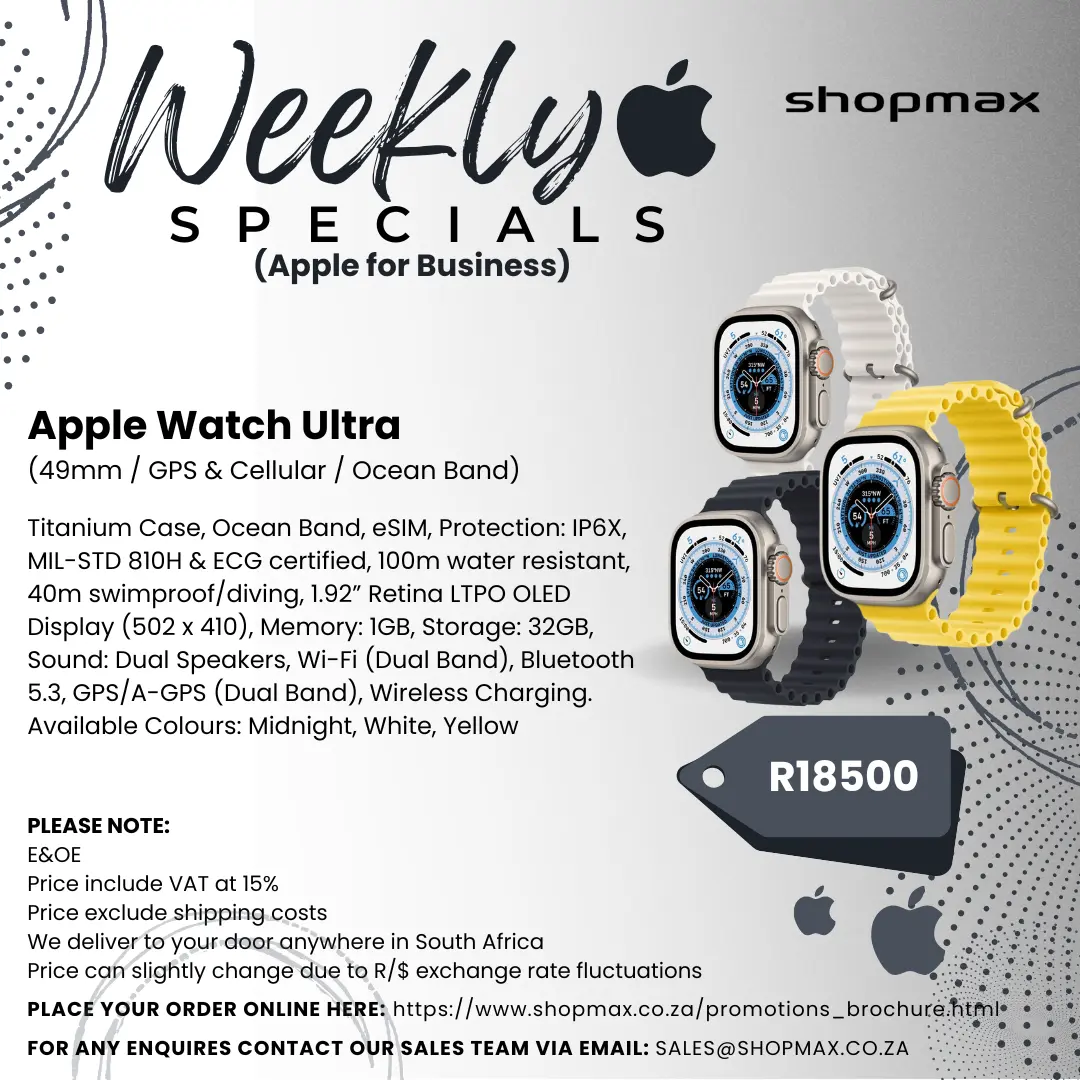 Weekly
shopmax
SPECIALS
(Apple for Business)
Apple Watch Ultra
(49mm / GPS & Cellular / Ocean Band)
Titanium Case, Ocean Band, eSIM, Protection: IP6X,
MIL-STD 810H & ECG certified, 100m water resistant,
40m swimproof/diving, 1.92” Retina LTPO OLED
Display (502 x 410), Memory: 1GB, Storage: 32GB,
Sound: Dual Speakers, Wi-Fi (Dual Band), Bluetooth
5.3, GPS/A-GPS (Dual Band), Wireless Charging.
Available Colours: Midnight, White, Yellow
R18500
PLEASE NOTE:
E&OE
Price include VAT at 15%
Price exclude shipping costs
We deliver to your door anywhere in South Africa
Price can slightly change due to R/$ exchange rate fluctuations
PLACE YOUR ORDER ONLINE HERE: https://www.shopmax.co.za/promotions_brochure.html
FOR ANY ENQUIRES CONTACT OUR SALES TEAM VIA EMAIL: SALES@SHOPMAX.CO.ZA